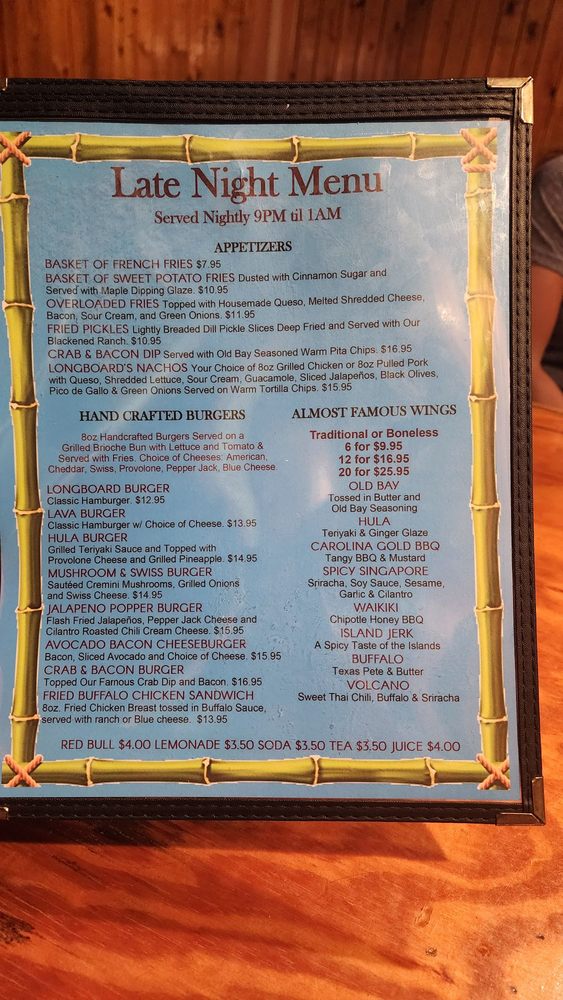 Late Night Menu
Served Nightly 9PM til 1AM
APPETIZERS
BASKET OF FRENCH FRIES $7.95
BASKET OF SWEET POTATO FRIES Dusted with Cinnamon Sugar and
Served with Maple Dipping Glaze. $10.95
OVERLOADED FRIES Topped with Housemade Queso, Melted Shredded Cheese,
Bacon, Sour Cream, and Green Onions. $11.95
FRIED PICKLES Lightly Breaded Dill Pickle Slices Deep Fried and Served with Our
Blackened Ranch. $10.95
CRAB & BACON DIP Served with Old Bay Seasoned Warm Pita Chips. $16.95
LONGBOARD'S NACHOS Your Choice of 8oz Grilled Chicken or 8oz Pulled Pork
with Queso, Shredded Lettuce, Sour Cream, Guacamole, Sliced Jalapeños, Black Olives,
Pico de Gallo & Green Onions Served on Warm Tortilla Chips. $15.95
HAND CRAFTED BURGERS
8oz Handcrafted Burgers Served on a
Grilled Brioche Bun with Lettuce and Tomato &
Served with Fries. Choice of Cheeses: American,
Cheddar, Swiss, Provolone, Pepper Jack, Blue Cheese.
LONGBOARD BURGER
Classic Hamburger. $12.95
LAVA BURGER
Classic Hamburger w/ Choice of Cheese. $13.95
HULA BURGER
Grilled Teriyaki Sauce and Topped with
Provolone Cheese and Grilled Pineapple. $14.95
MUSHROOM & SWISS BURGER
Sautéed Cremini Mushrooms, Grilled Onions
and Swiss Cheese. $14.95
JALAPENO POPPER BURGER
Flash Fried Jalapeños, Pepper Jack Cheese and
Cilantro Roasted Chili Cream Cheese. $15.95
AVOCADO BACON CHEESEBURGER
Bacon, Sliced Avocado and Choice of Cheese. $15.95
CRAB & BACON BURGER
Topped Our Famous Crab Dip and Bacon. $16.95
FRIED BUFFALO CHICKEN SANDWICH
8oz. Fried Chicken Breast tossed in Buffalo Sauce,
served with ranch or Blue cheese. $13.95
ALMOST FAMOUS WINGS
Traditional or Boneless
6 for $9.95
12 for $16.95
20 for $25.95
OLD BAY
Tossed in Butter and
Old Bay Seasoning
HULA
Teriyaki & Ginger Glaze
CAROLINA GOLD BBQ
Tangy BBQ & Mustard
SPICY SINGAPORE
Sriracha, Soy Sauce, Sesame,
Garlic & Cilantro
WAIKIKI
Chipotle Honey BBQ
ISLAND JERK
A Spicy Taste of the Islands
BUFFALO
Texas Pete & Butter
VOLCANO
Sweet Thai Chili, Buffalo & Sriracha
RED BULL $4.00 LEMONADE $3.50 SODA $3.50 TEA $3.50 JUICE $4.00